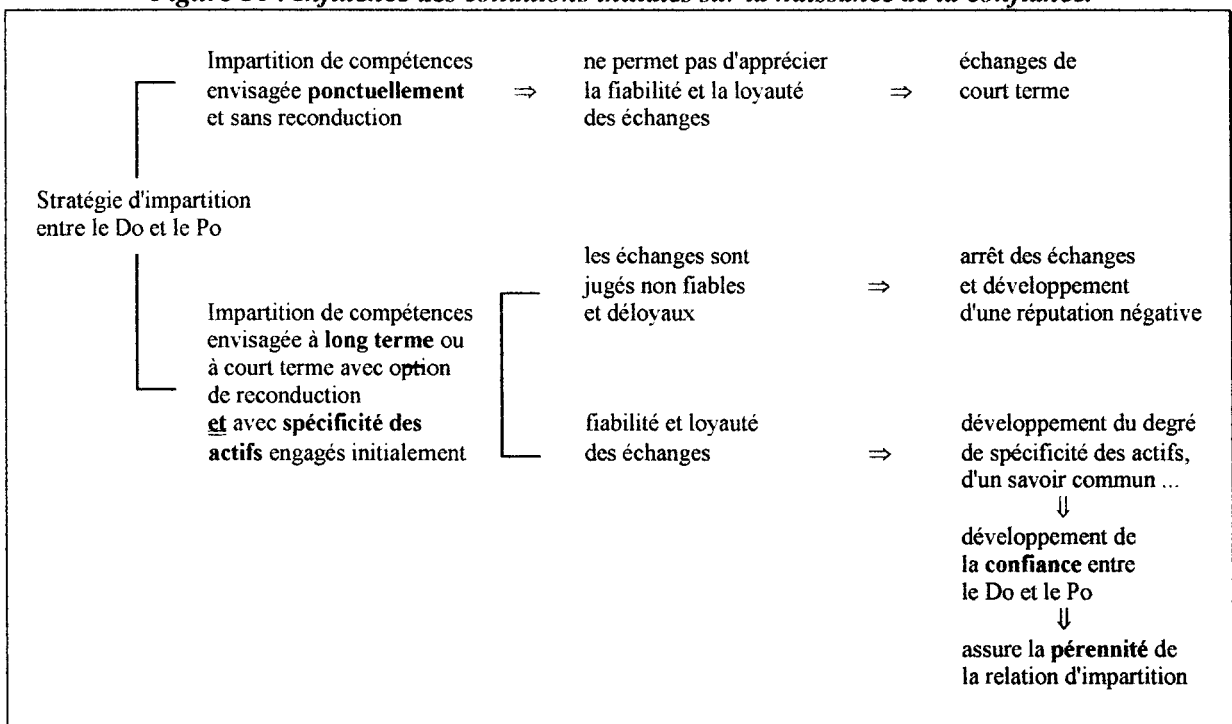 Impartition de compétences
envisagée ponctuellement
et sans reconduction
⇒
ne permet pas d'apprécier
la fiabilité et la loyauté
des échanges
⇒
échanges de
court terme
Stratégie d'impartition
entre le Do et le Po
Impartition de compétences
envisagée à long terme ou
à court terme avec option
de reconduction
et avec spécificité des
actifs engagés initialement
les échanges sont
jugés non fiables
et déloyaux
⇒
arrêt des échanges
et développement
d'une réputation négative
fiabilité et loyauté
des échanges
⇒
développement du degré
de spécificité des actifs,
d'un savoir commun ...
⇓
développement de
la confiance entre
le Do et le Po
⇓
assure la pérennité de
la relation d'impartition